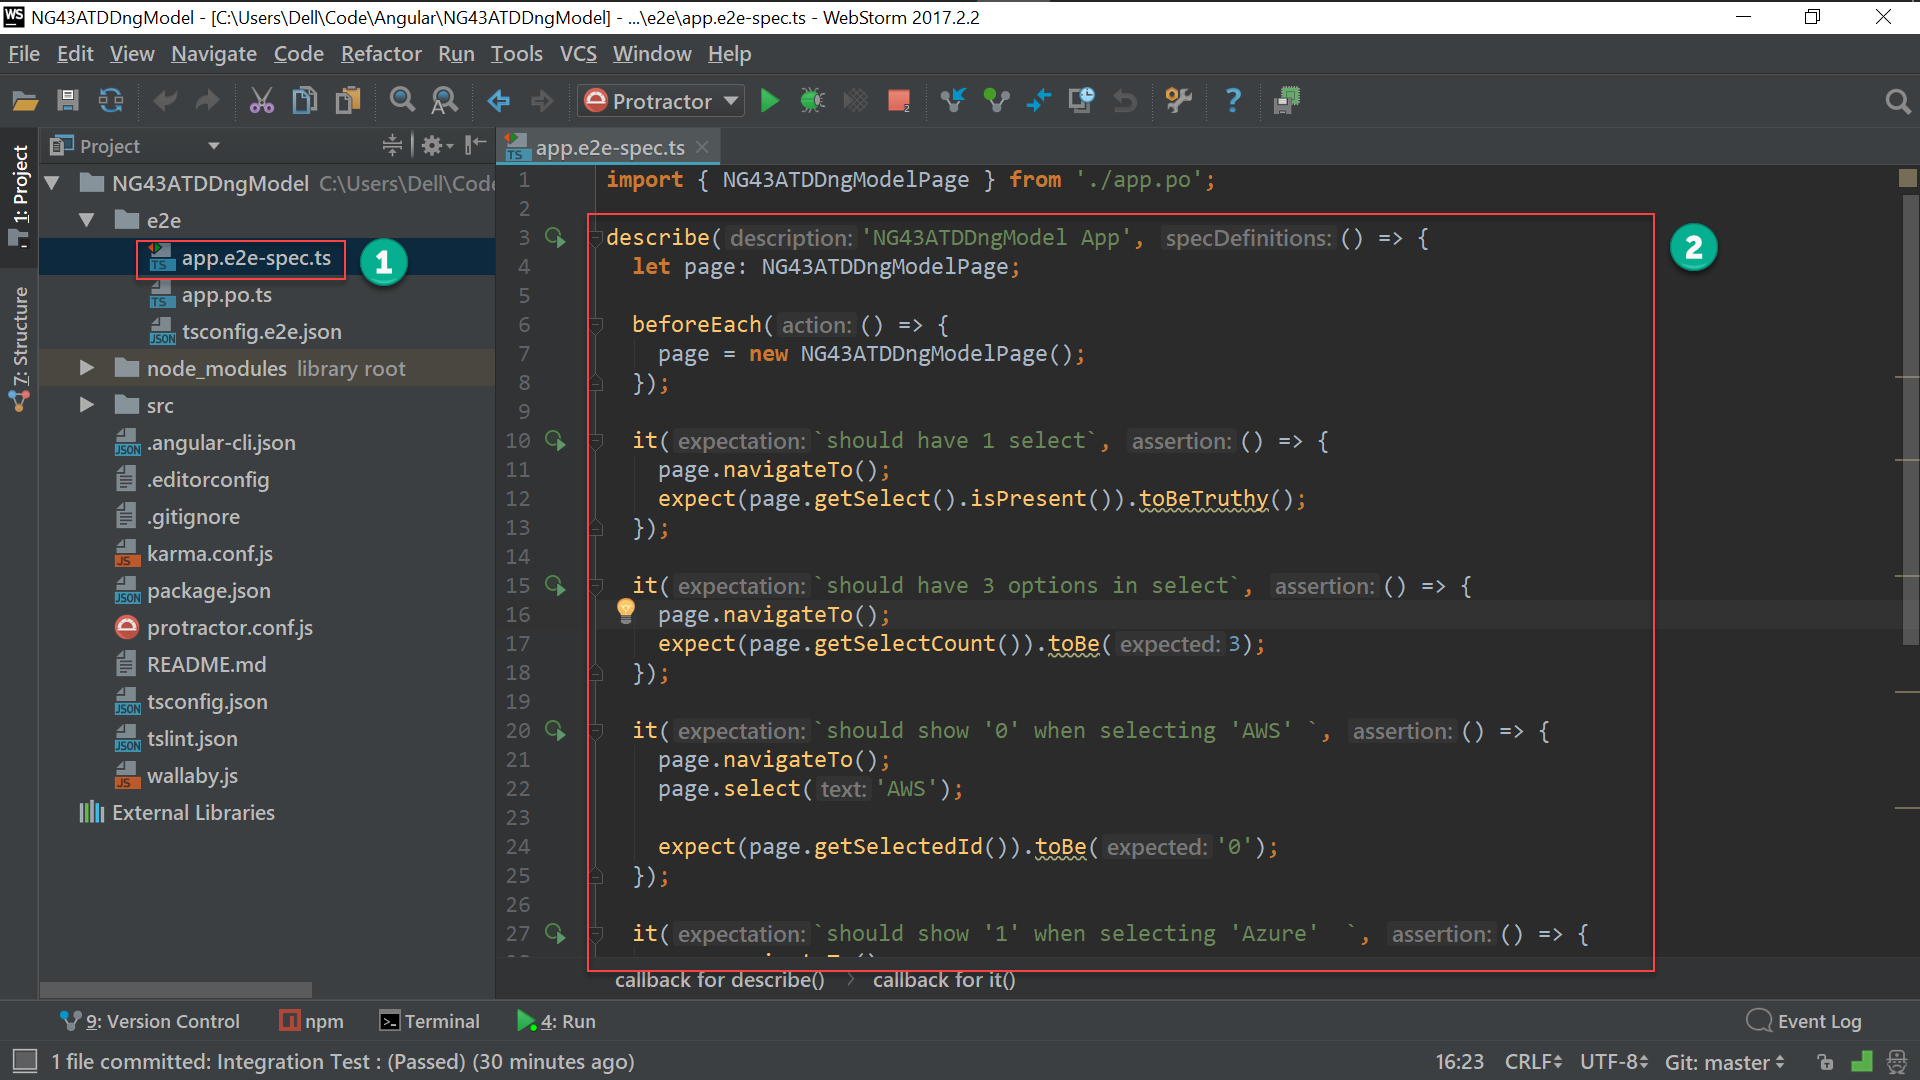 WS NG43ATDDngModel - [C:\Users\Dell\Code\Angular\NG43ATDDngModel] - ...\e2e\app.e2e-spec.ts - WebStorm 2017.2.2
File Edit View Navigate Code Refactor Run Tools VCS Window Help
Protractor
Project
app.e2e-spec.ts
1: Project
7: Structure
NG43ATDDngModel C:\Users\Dell\Code
e2e
app.e2e-spec.ts
1
app.po.ts
tsconfig.e2e.json
node_modules library root
src
.angular-cli.json
.editorconfig
.gitignore
karma.conf.js
package.json
protractor.conf.js
README.md
tsconfig.json
tslint.json
wallaby.js
External Libraries
1 import { NG43ATDDngModelPage } from './app.po';
2
3 describe( description: 'NG43ATDDngModel App', specDefinitions: () => {
2
4 let page: NG43ATDDngModelPage;
5
6 beforeEach( action: () => {
7 page = new NG43ATDDngModelPage();
8 });
9
10 it( expectation: `should have 1 select`, assertion: () => {
11 page.navigateTo();
12 expect(page.getSelect().isPresent()).toBeTruthy();
13 });
14
15 it( expectation: `should have 3 options in select`, assertion: () => {
16 page.navigateTo();
17 expect(page.getSelectCount()).toBe( expected: 3);
18 });
19
20 it( expectation: `should show '0' when selecting 'AWS' `, assertion: () => {
21 page.navigateTo();
22 page.select( text: 'AWS');
23
24 expect(page.getSelectedId()).toBe( expected: '0');
25 });
26
27 it( expectation: `should show '1' when selecting 'Azure'  `, assertion: () => {
callback for describe() callback for it()
9: Version Control npm Terminal 4: Run Event Log
1 file committed: Integration Test : (Passed) (30 minutes ago) 16:23 CRLF UTF-8 Git: master